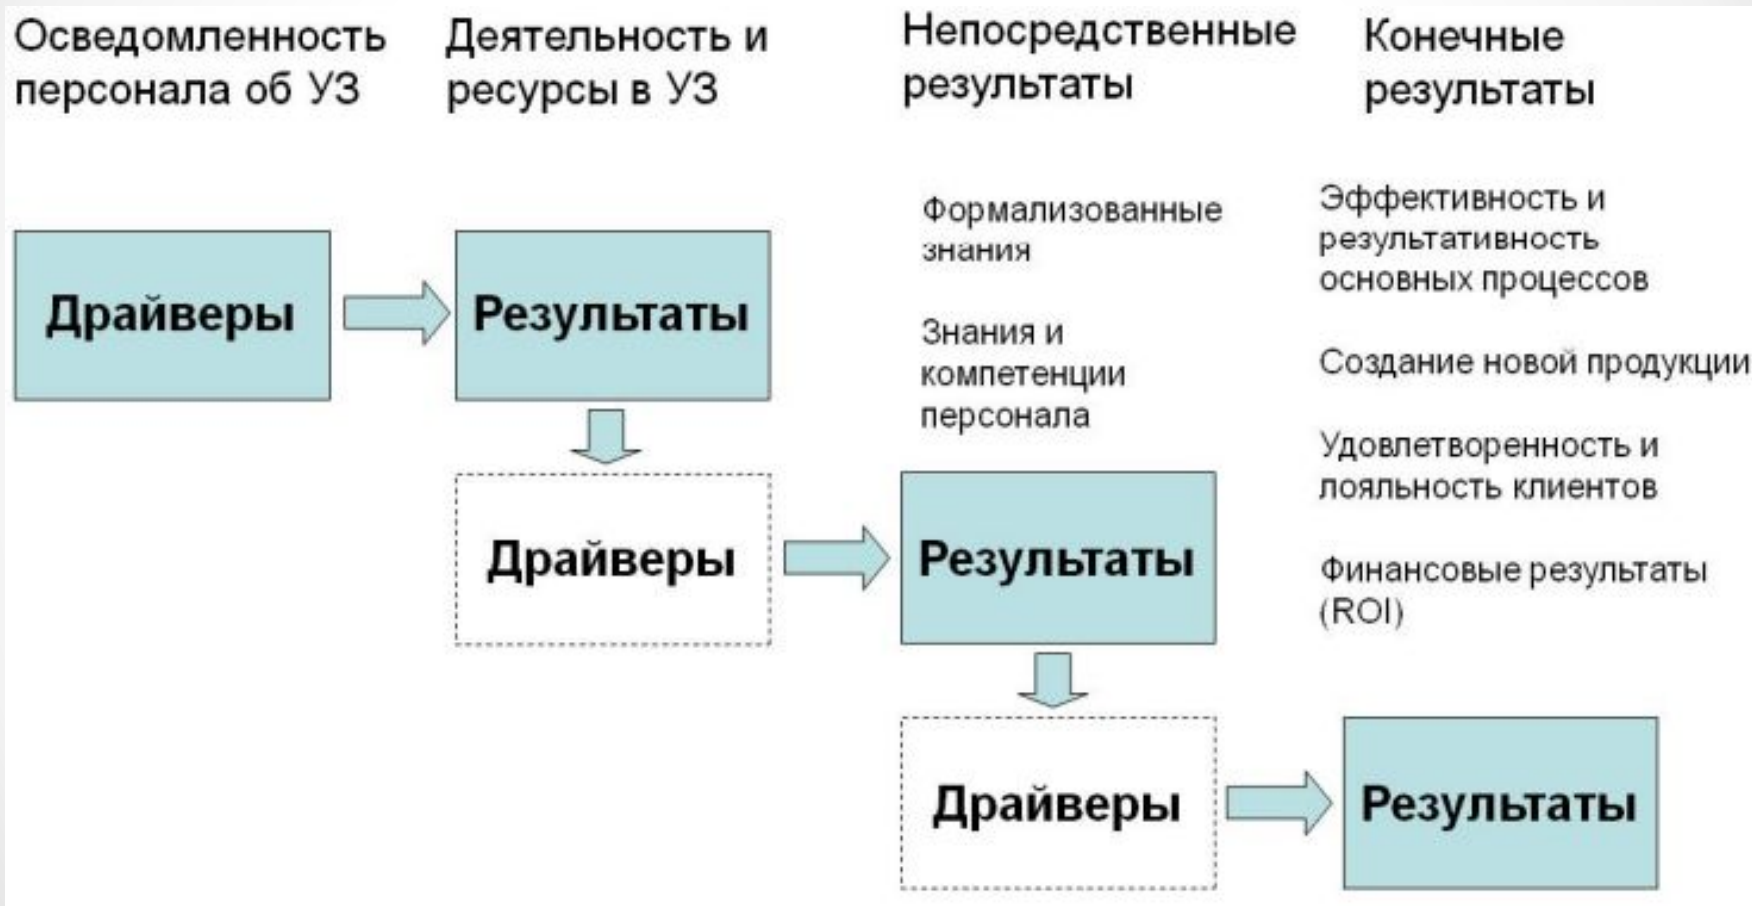 Осведомленность
персонала об УЗ
Деятельность и
ресурсы в УЗ
Непосредственные
результаты
Конечные
результаты
Формализованные
знания
Знания и
компетенции
персонала
Эффективность и
результативность
основных процессов
Создание новой продукции
Удовлетворенность и
лояльность клиентов
Финансовые результаты
(ROI)
Драйверы
Результаты
Драйверы
Результаты
Драйверы
Результаты